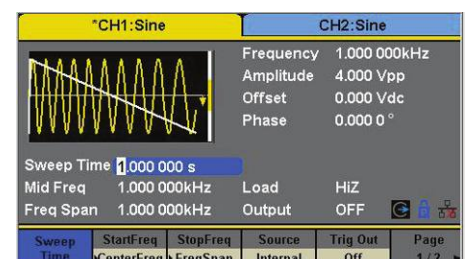 *CH1:Sine CH2:Sine
Frequency 1.000 000kHz
Amplitude 4.000 Vpp
Offset 0.000 Vdc
Phase 0.000 0 °
Sweep Time 1.000 000 s
Mid Freq 1.000 000kHz Load HiZ
Freq Span 1.000 000kHz Output OFF
Sweep StartFreq StopFreq Source Trig Out Page
Time CenterFreq FreqSpan Internal Off 1 / 2